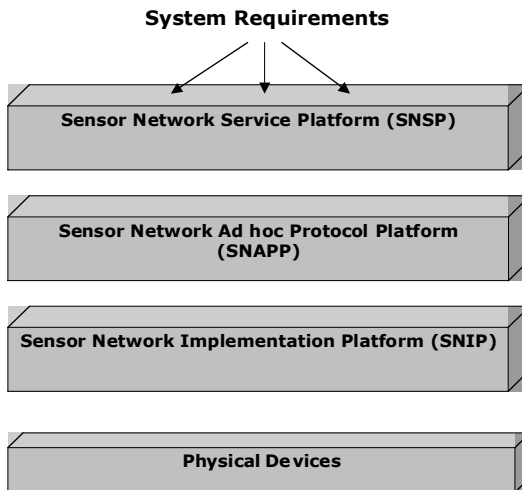 System Requirements
Sensor Network Service Platform (SNSP)
Sensor Network Ad hoc Protocol Platform
(SNAPP)
Sensor Network Implementation Platform (SNIP)
Physical Devices